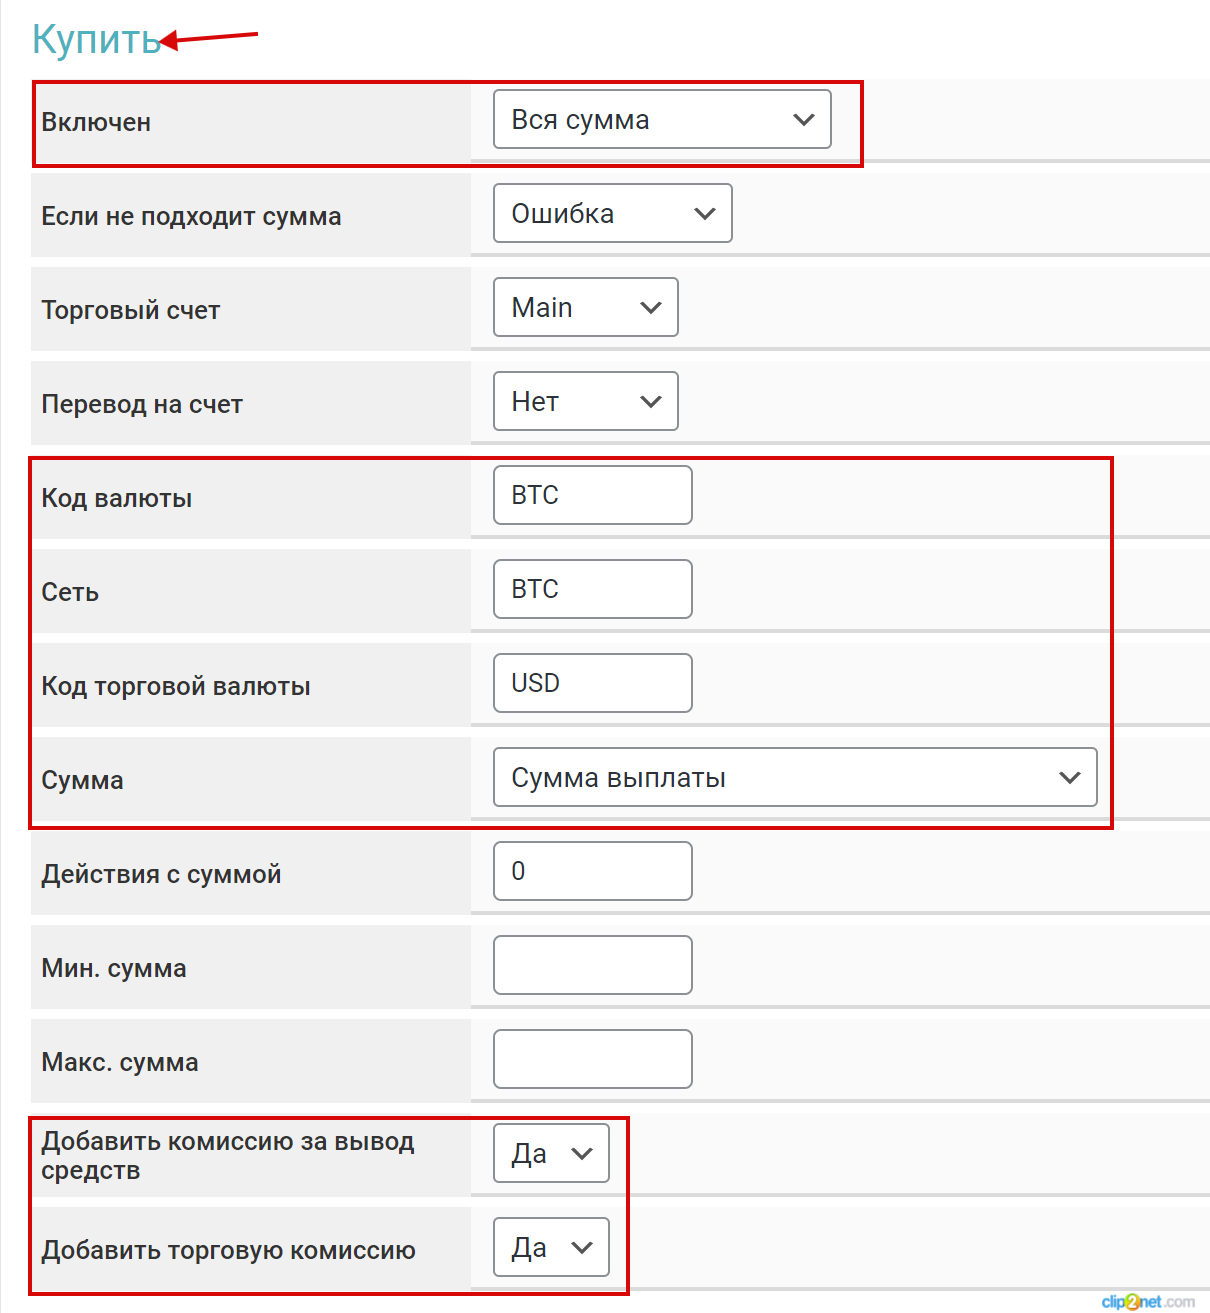 Купить
Включен
Вся сумма
Если не подходит сумма
Ошибка
Торговый счет
Main
Перевод на счет
Нет
Код валюты
BTC
Сеть
BTC
Код торговой валюты
USD
Сумма
Сумма выплаты
Действия с суммой
0
Мин. сумма
Макс. сумма
Добавить комиссию за вывод
средств
Да
Добавить торговую комиссию
Да
clip2net.com